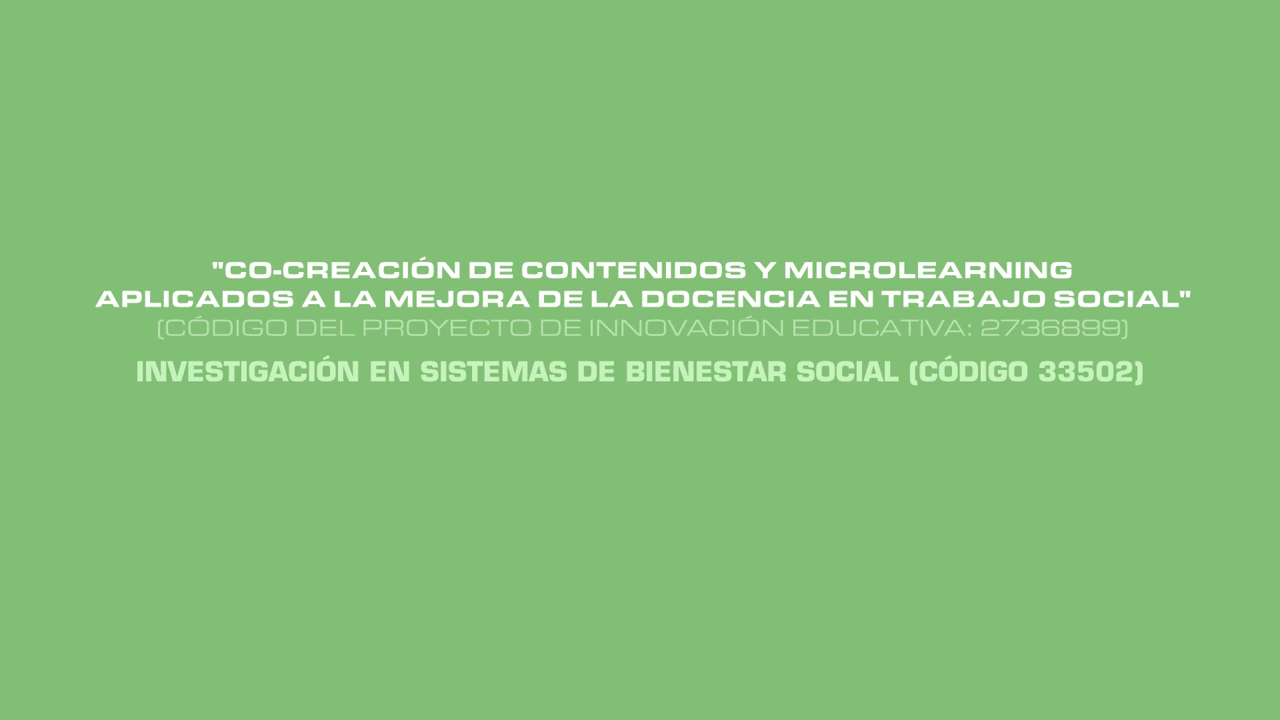 "CO-CREACIÓN DE CONTENIDOS Y MICROLEARNING
APLICADOS A LA MEJORA DE LA DOCENCIA EN TRABAJO SOCIAL"
(CÓDIGO DEL PROYECTO DE INNOVACIÓN EDUCATIVA: 2736899)
INVESTIGACIÓN EN SISTEMAS DE BIENESTAR SOCIAL (CÓDIGO 33502)